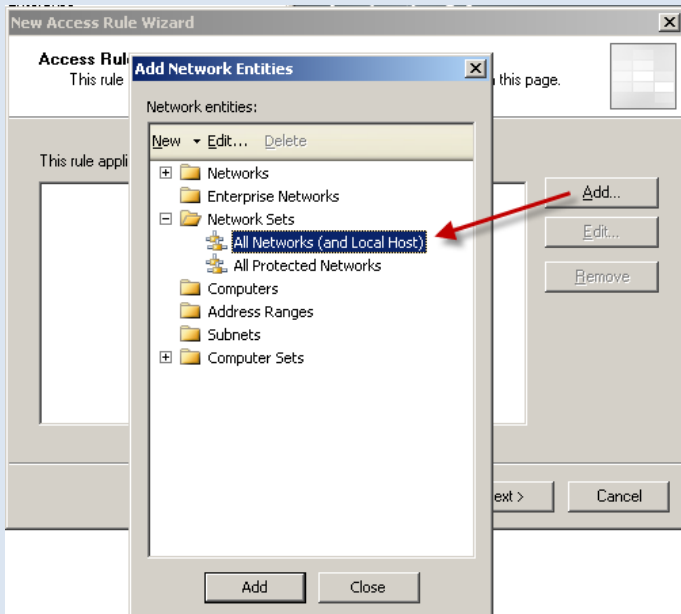 New Access Rule Wizard
Access Rul
This rule
this page.
Add Network Entities
Network entities:
New Edit... Delete
Networks
Enterprise Networks
Network Sets
All Networks (and Local Host)
All Protected Networks
Computers
Address Ranges
Subnets
Computer Sets
This rule appli
Add...
Edit...
Remove
ext >
Cancel
Add
Close